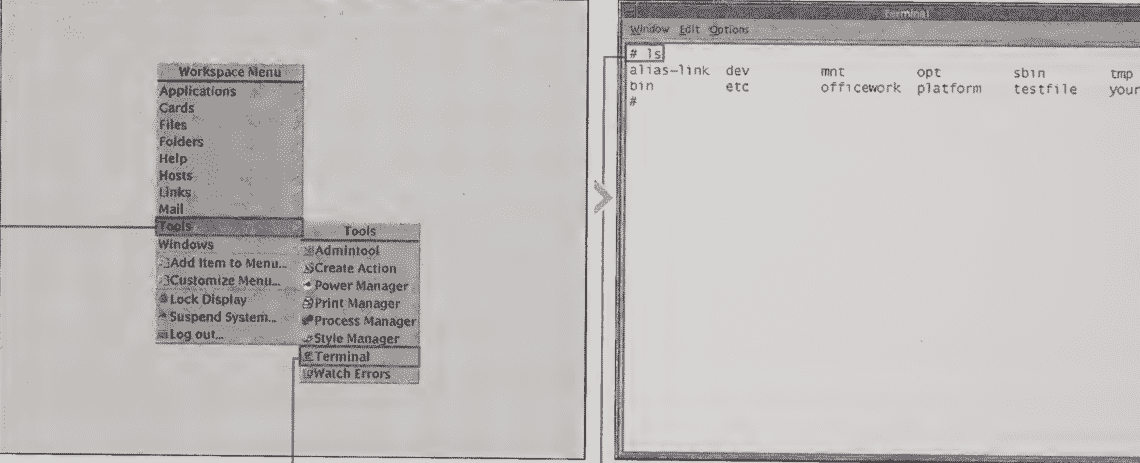 Workspace Menu
Applications
Cards
Files
Folders
Help
Hosts
Links
Mail
Tools
Windows
Add Item to Menu...
Customize Menu...
Lock Display
Suspend System...
Log out...
Tools
Admintool
Create Action
Power Manager
Print Manager
Process Manager
Style Manager
Terminal
Watch Errors
Terminal
Window Edit Options
# ls
alias-link dev mnt opt sbin tmp
bin etc officework platform testfile your
#